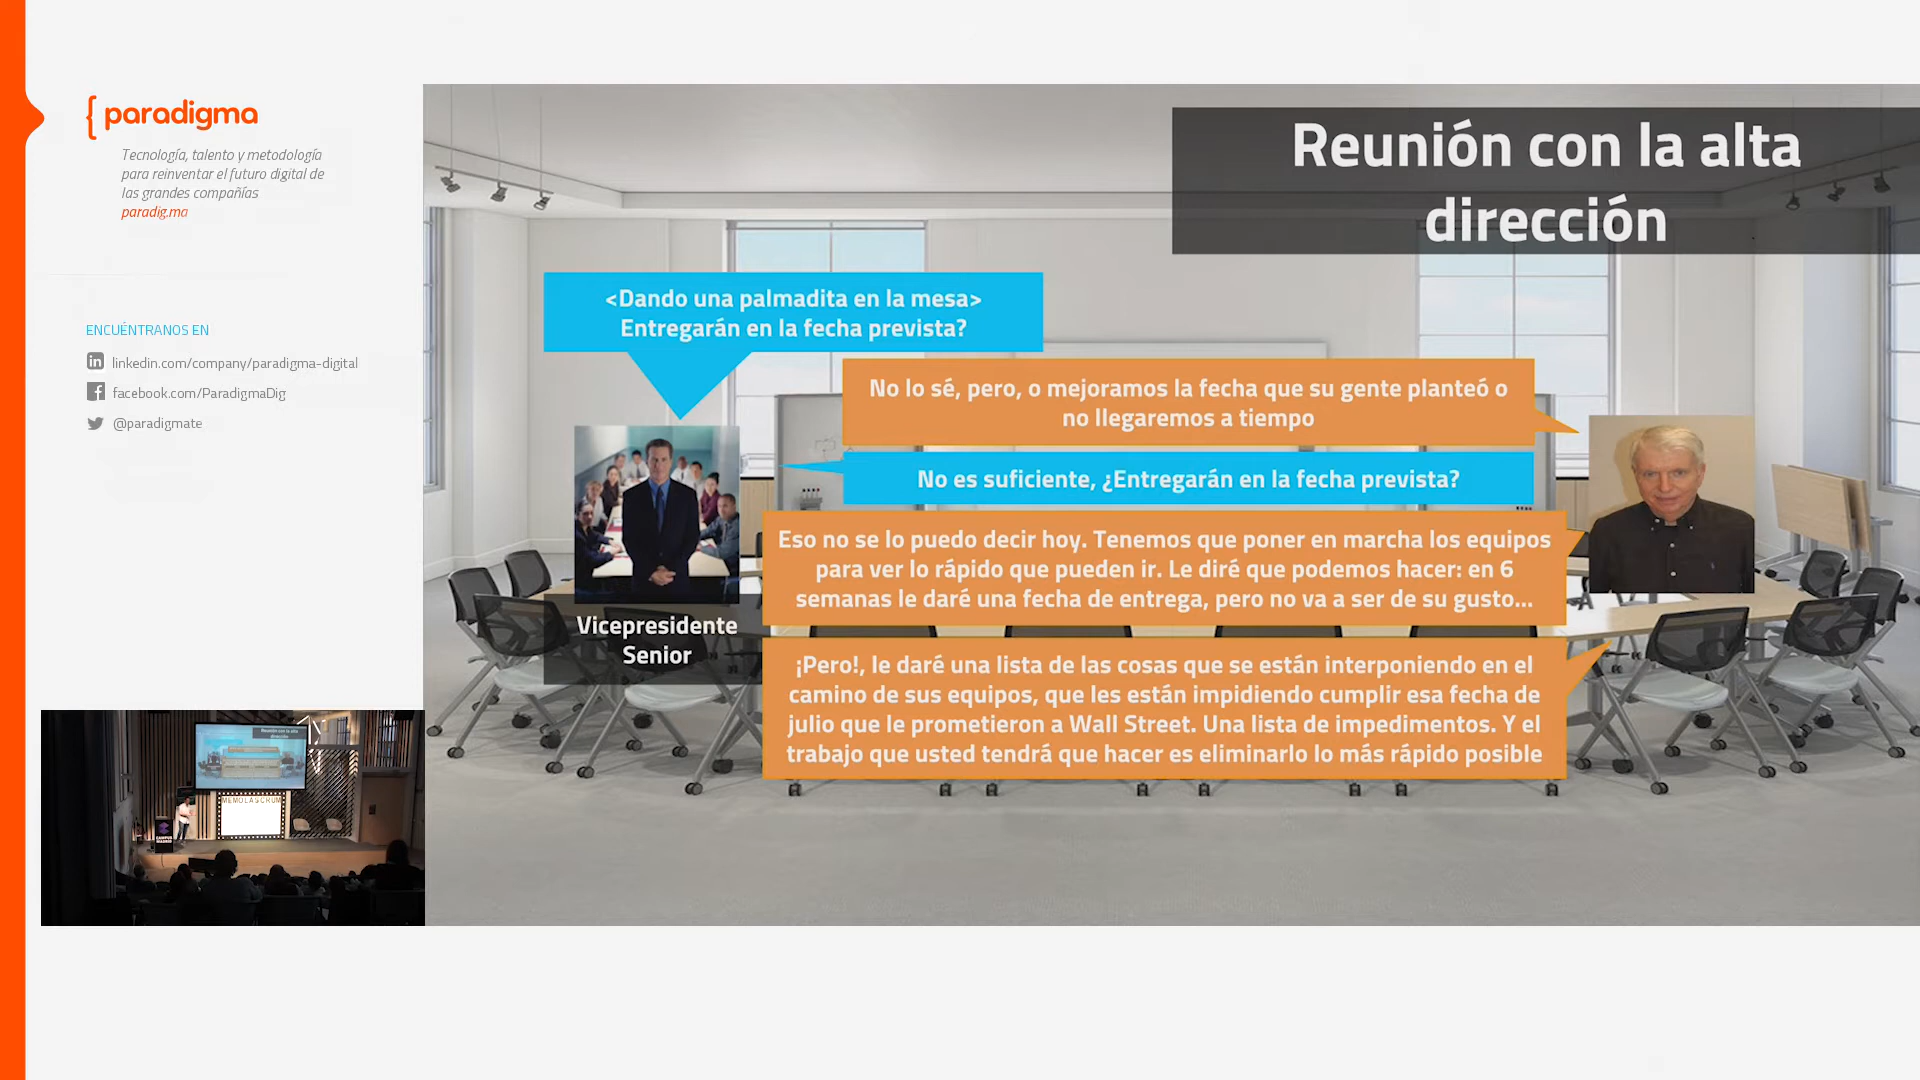 { paradigma
Tecnología, talento y metodología
para reinventar el futuro digital de
las grandes compañías
paradig.ma
ENCUÉNTRANOS EN
linkedin.com/company/paradigma-digital
facebook.com/ParadigmaDig
@paradigmate
Reunión con la alta
dirección
<Dando una palmadita en la mesa>
Entregarán en la fecha prevista?
No lo sé, pero, o mejoramos la fecha que su gente planteó o
no llegaremos a tiempo
No es suficiente, ¿Entregarán en la fecha prevista?
Eso no se lo puedo decir hoy. Tenemos que poner en marcha los equipos
para ver lo rápido que pueden ir. Le diré que podemos hacer: en 6
semanas le daré una fecha de entrega, pero no va a ser de su gusto...
Vicepresidente
Senior
¡Pero!, le daré una lista de las cosas que se están interponiendo en el
camino de sus equipos, que les están impidiendo cumplir esa fecha de
julio que le prometieron a Wall Street. Una lista de impedimentos. Y el
trabajo que usted tendrá que hacer es eliminarlo lo más rápido posible
Reunión con la alta
dirección
MEMOLASCRUM
CAMPUS
MADRID